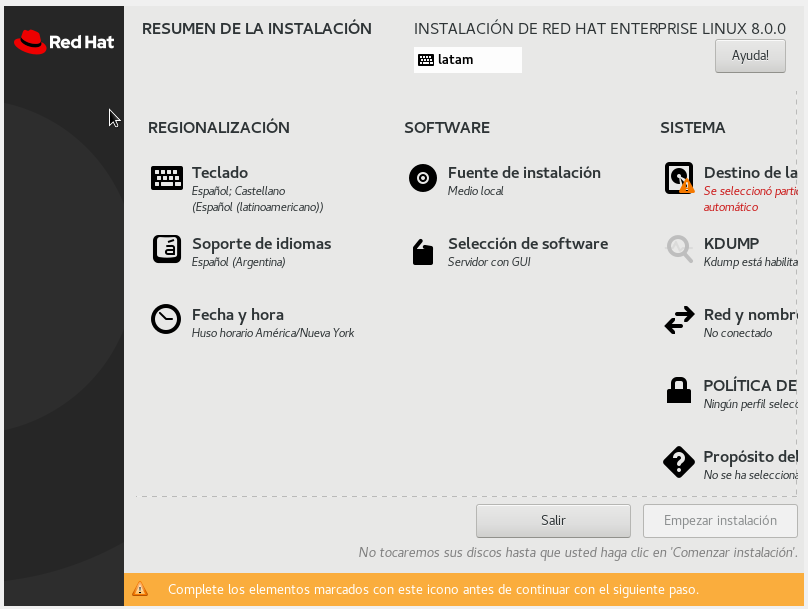 Red Hat
RESUMEN DE LA INSTALACIÓN
INSTALACIÓN DE RED HAT ENTERPRISE LINUX 8.0.0
latam
Ayuda!
REGIONALIZACIÓN
Teclado
Español; Castellano
(Español (latinoamericano))
Soporte de idiomas
Español (Argentina)
Fecha y hora
Huso horario América/Nueva York
SOFTWARE
Fuente de instalación
Medio local
Selección de software
Servidor con GUI
SISTEMA
Destino de la
Se seleccionó parti
automático
KDUMP
Kdump está habilita
Red y nombr
No conectado
POLÍTICA DE
Ningún perfil selec
Propósito del
No se ha selecciona
Salir
Empezar instalación
No tocaremos sus discos hasta que usted haga clic en 'Comenzar instalación'.
Complete los elementos marcados con este icono antes de continuar con el siguiente paso.